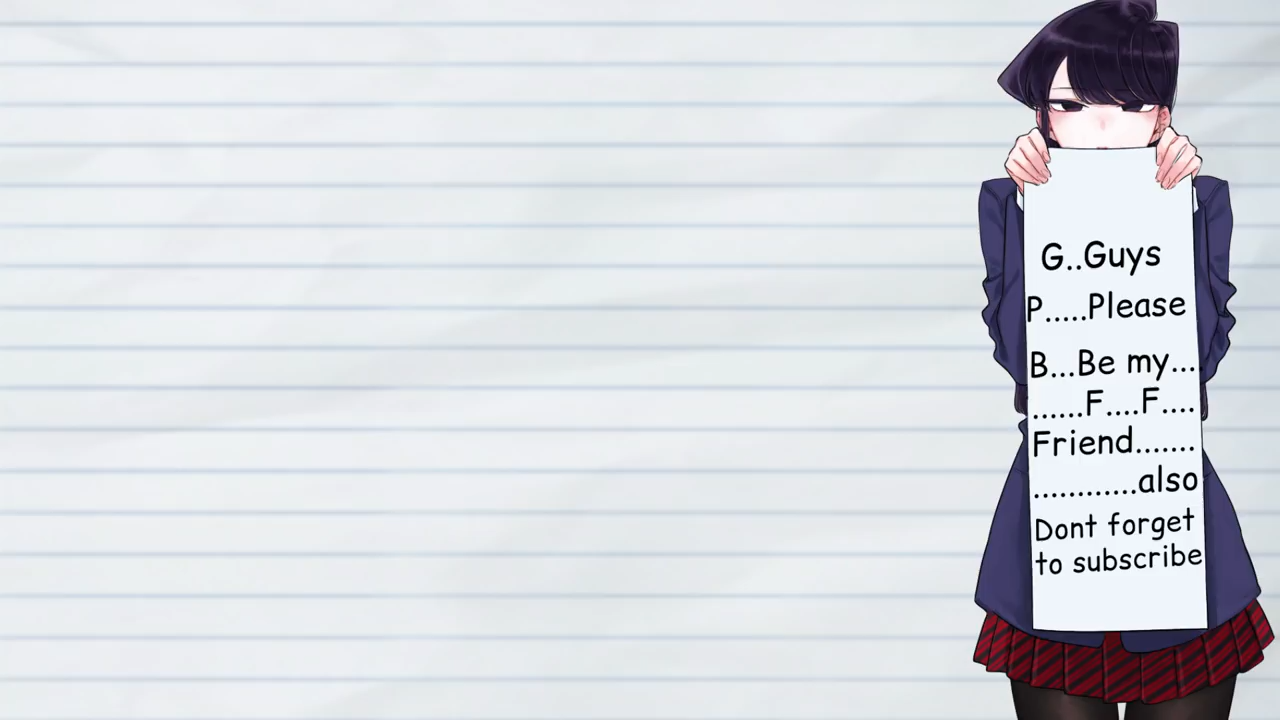 G..Guys
P.....Please
B...Be my....
......F....F....
Friend.......
............also
Dont forget
to subscribe